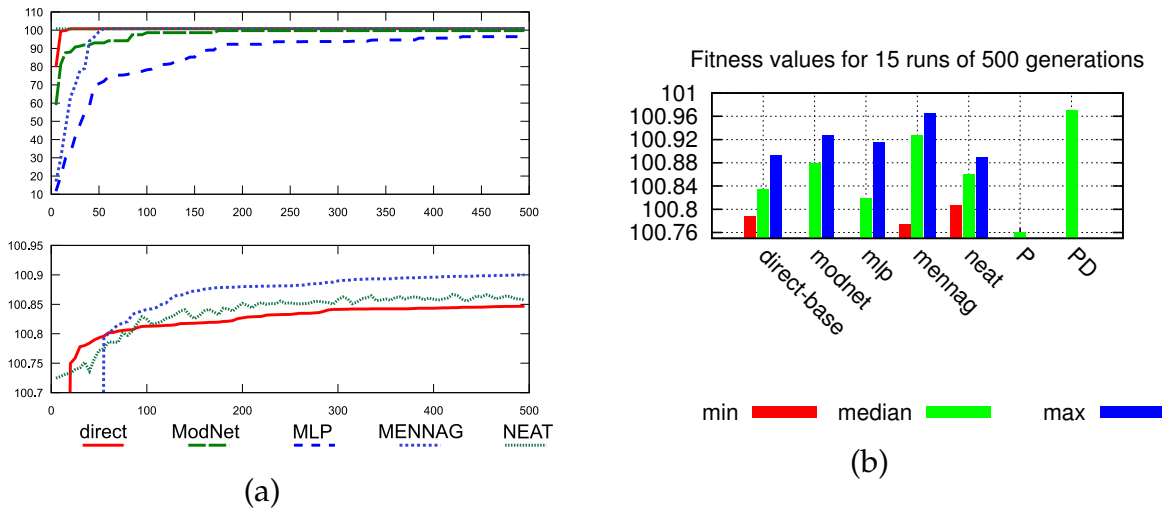 110
100
90
80
70
60
50
40
30
20
10
0 50 100 150 200 250 300 350 400 450 500
100.95
100.9
100.85
100.8
100.75
100.7
0 100 200 300 400 500
direct ModNet MLP MENNAG NEAT
(a)
Fitness values for 15 runs of 500 generations
101
100.96
100.92
100.88
100.84
100.8
100.76
direct-base
modnet
mlp
mennag
neat
P
PD
min median max
(b)